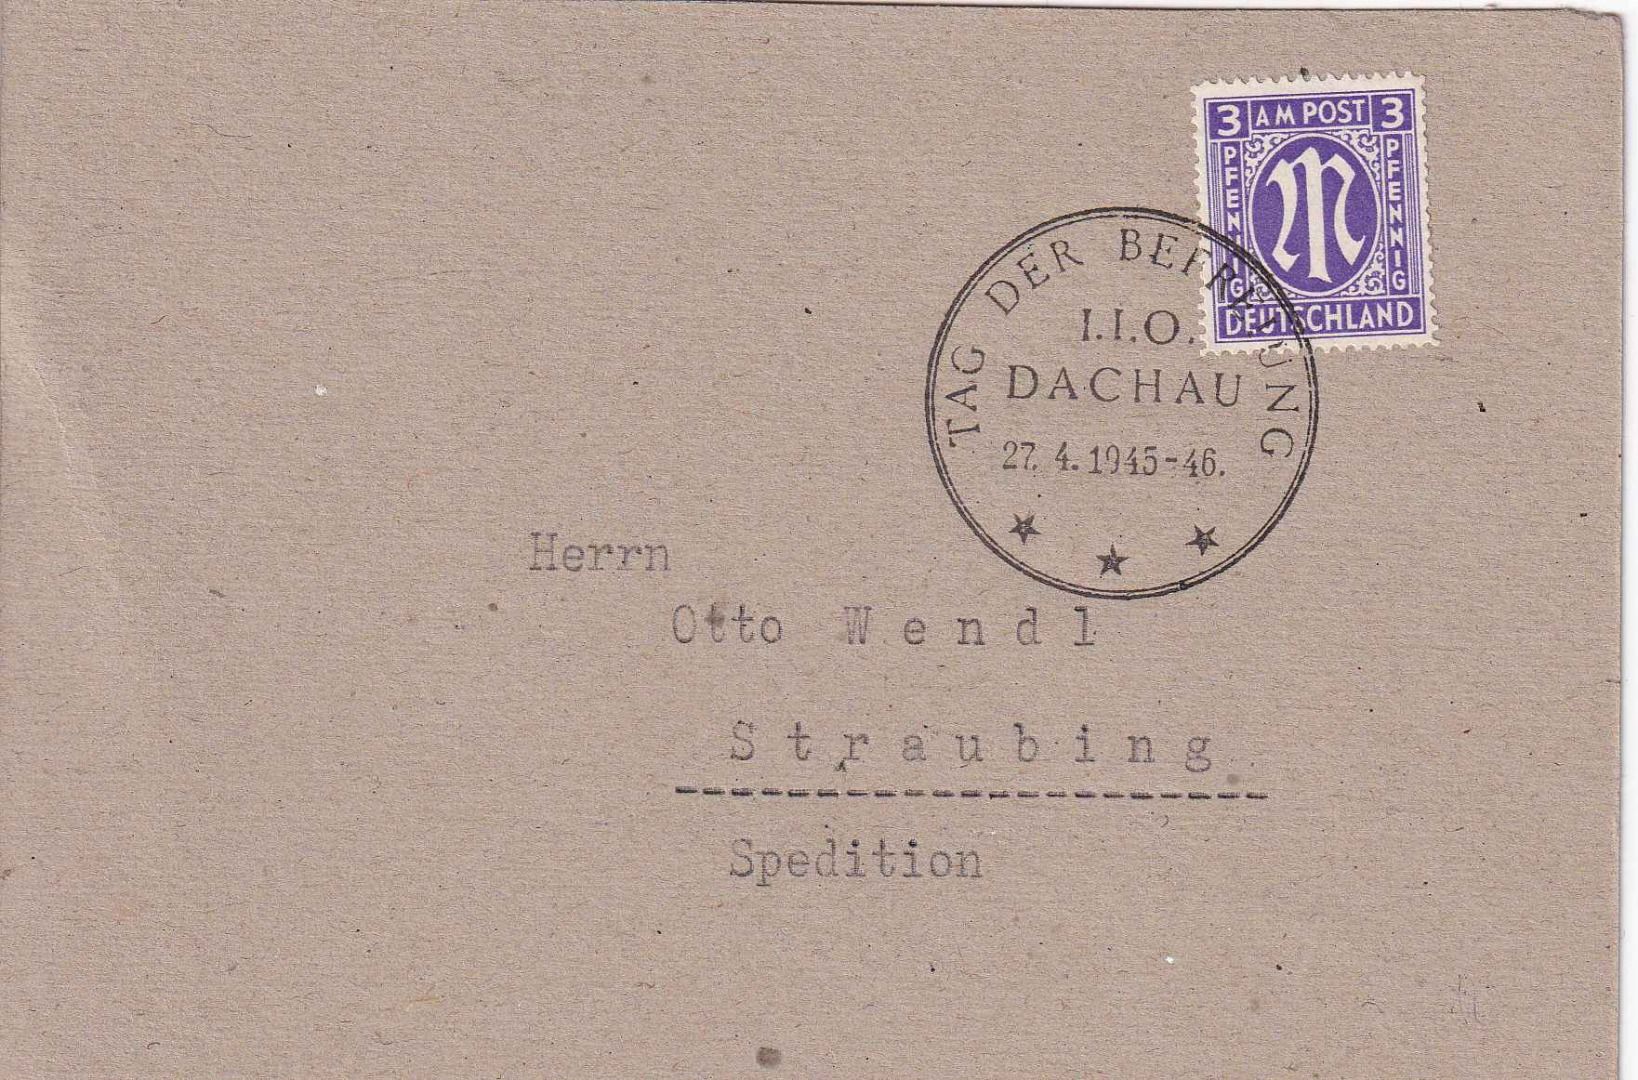 3 AM POST 3
PFENNIG
PFENNIG
DEUTSCHLAND
TAG DER BEFREIUNG
I.I.O.
DACHAU
27. 4. 1945-46.
Herrn
Otto Wendl
Straubing
Spedition